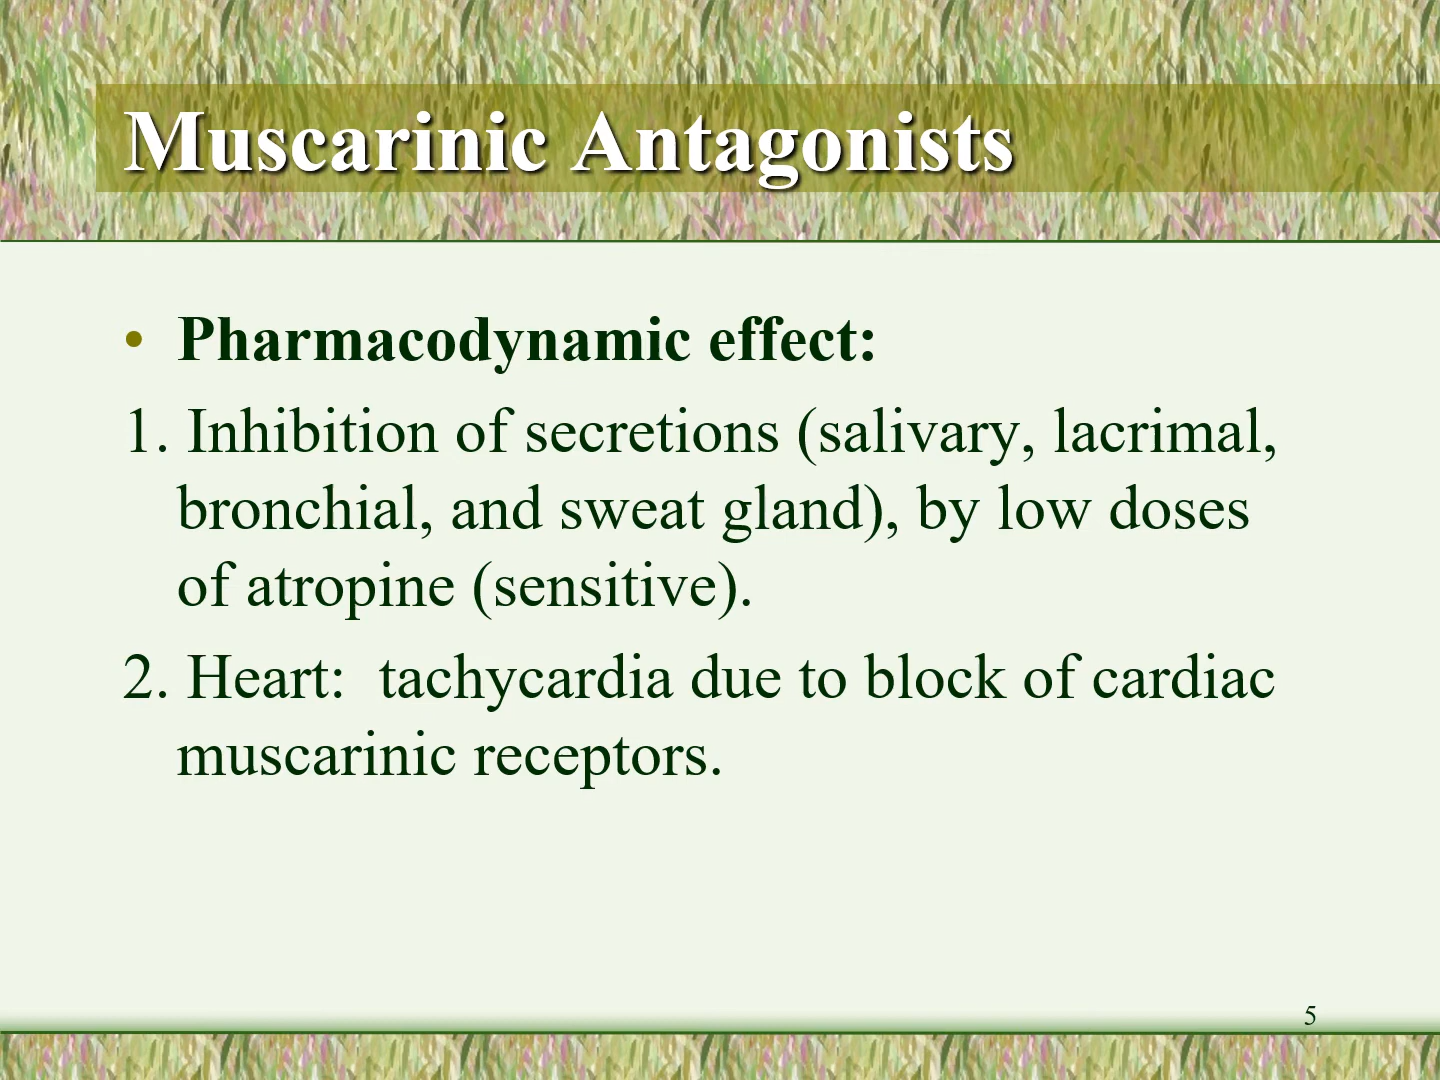 Muscarinic Antagonists
• Pharmacodynamic effect:
1. Inhibition of secretions (salivary, lacrimal,
bronchial, and sweat gland), by low doses
of atropine (sensitive).
2. Heart:  tachycardia due to block of cardiac
muscarinic receptors.
5